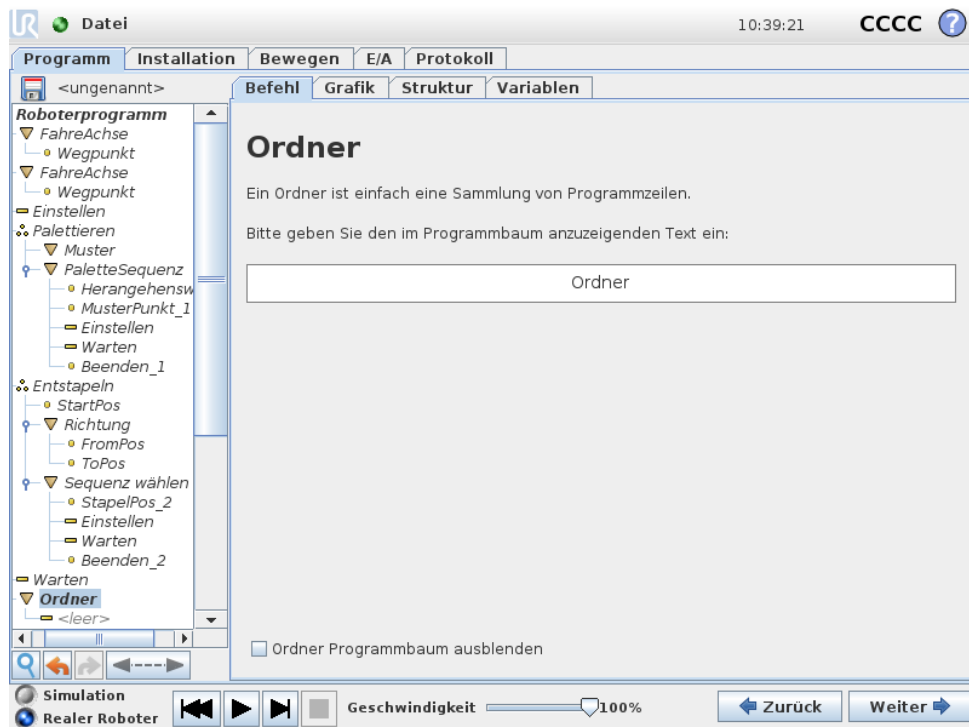 UR Datei 10:39:21 CCCC ?
Programm Installation Bewegen E/A Protokoll
<ungenannt>
Befehl Grafik Struktur Variablen
Roboterprogramm
FahreAchse
Wegpunkt
FahreAchse
Wegpunkt
Einstellen
Palettieren
Muster
PaletteSequenz
Herangehensw
MusterPunkt_1
Einstellen
Warten
Beenden_1
Entstapeln
StartPos
Richtung
FromPos
ToPos
Sequenz wählen
StapelPos_2
Einstellen
Warten
Beenden_2
Warten
Ordner
<leer>
Ordner
Ein Ordner ist einfach eine Sammlung von Programmzeilen.
Bitte geben Sie den im Programmbaum anzuzeigenden Text ein:
Ordner
Ordner Programmbaum ausblenden
Simulation
Realer Roboter
Geschwindigkeit 100%
Zurück Weiter